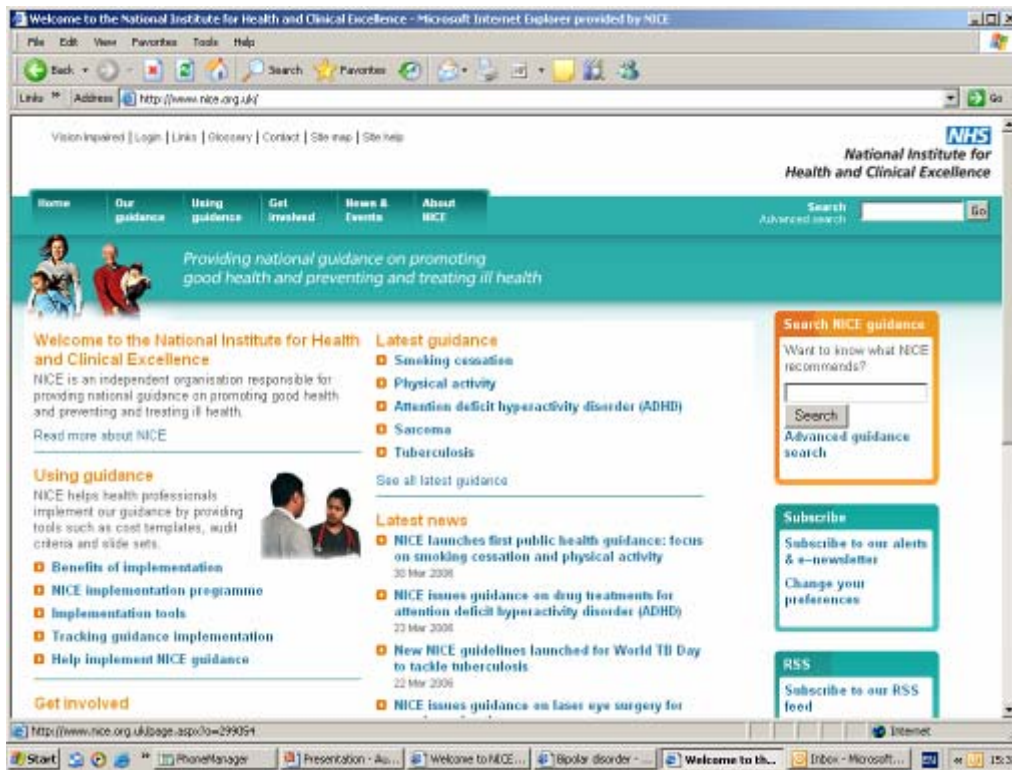 Welcome to the National Institute for Health and Clinical Excellence - Microsoft Internet Explorer provided by NICE
File Edit View Favorites Tools Help
Back Search Favorites
Links Address http://www.nice.org.uk/ Go
Vision Impaired | Login | Links | Glossary | Contact | Site map | Site help
NHS
National Institute for
Health and Clinical Excellence
Home
Our guidance
Using guidance
Get Involved
News & Events
About NICE
Search
Advanced search
Go
Providing national guidance on promoting
good health and preventing and treating ill health
Welcome to the National Institute for Health
and Clinical Excellence
NICE is an independent organisation responsible for
providing national guidance on promoting good health
and preventing and treating ill health.
Read more about NICE
Using guidance
NICE helps health professionals
implement our guidance by providing
tools such as cost templates, audit
criteria and slide sets.
Benefits of implementation
NICE implementation programme
Implementation tools
Tracking guidance implementation
Help implement NICE guidance
Get involved
Latest guidance
Smoking cessation
Physical activity
Attention deficit hyperactivity disorder (ADHD)
Sarcoma
Tuberculosis
See all latest guidance
Latest news
NICE launches first public health guidance: focus
on smoking cessation and physical activity
30 Mar 2006
NICE issues guidance on drug treatments for
attention deficit hyperactivity disorder (ADHD)
23 Mar 2006
New NICE guidelines launched for World TB Day
to tackle tuberculosis
22 Mar 2006
NICE issues guidance on laser eye surgery for
Search NICE guidance
Want to know what NICE
recommends?
Search
Advanced guidance
search
Subscribe
Subscribe to our alerts
& e-newsletter
Change your
preferences
RSS
Subscribe to our RSS
feed
http://www.nice.org.uk/page.aspx?o=299054 Internet
Start PhoneManager Presentation - Au... Welcome to NICE... Bipolar disorder - ... Welcome to th... Inbox - Microsoft... EN 15:3